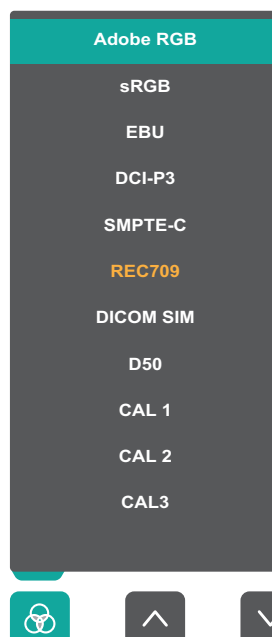 Adobe RGB
sRGB
EBU
DCI-P3
SMPTE-C
REC709
DICOM SIM
D50
CAL 1
CAL 2
CAL3